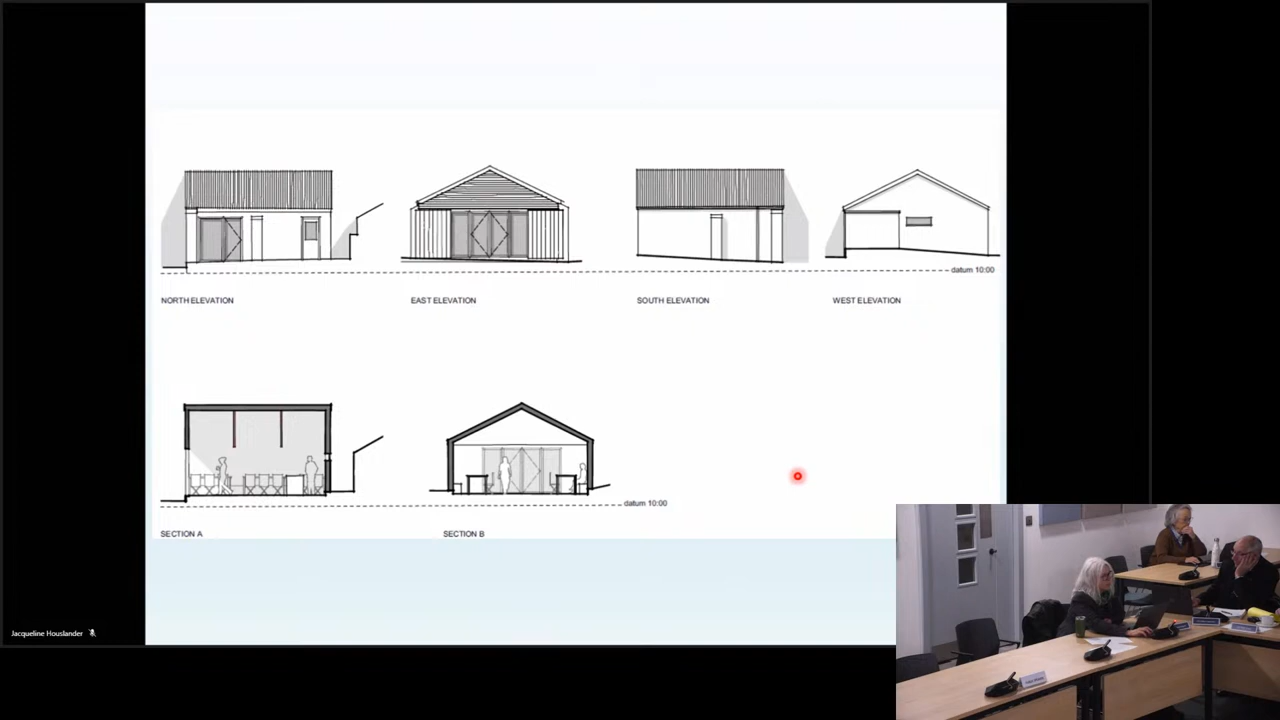 datum 10:00
NORTH ELEVATION
EAST ELEVATION
SOUTH ELEVATION
WEST ELEVATION
datum 10:00
SECTION A
SECTION B
Jacqueline Houslander